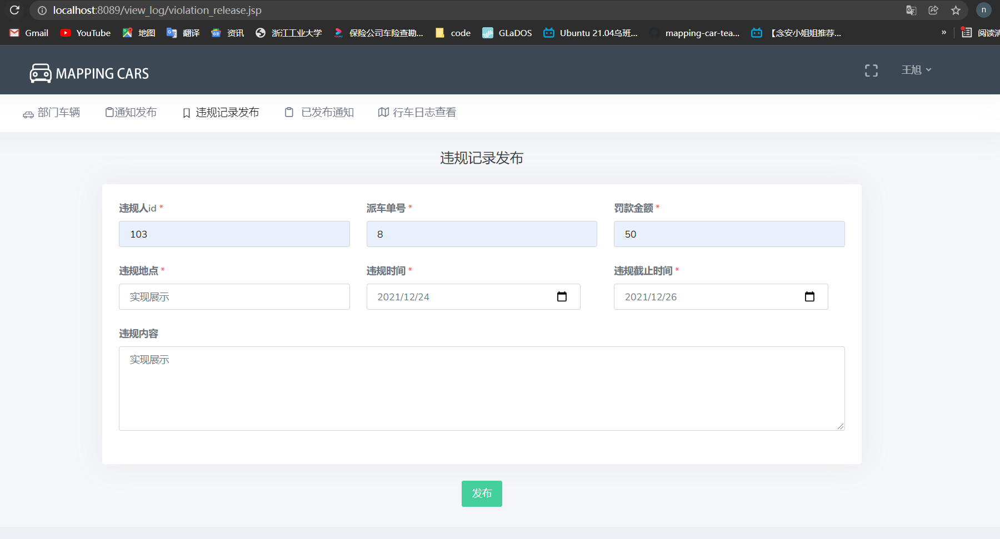 localhost:8089/view_log/violation_release.jsp
n
Gmail YouTube 地图 翻译 资讯 浙江工业大学 保险公司车险查勘... code GLaDOS Ubuntu 21.04乌班... mapping-car-tea... 【念安小姐姐推荐... » 阅读清
MAPPING CARS
王旭
部门车辆 通知发布 违规记录发布 已发布通知 行车日志查看
违规记录发布
违规人id * 派车单号 * 罚款金额 *
103 8 50
违规地点 * 违规时间 * 违规截止时间 *
实现展示 2021/12/24 2021/12/26
违规内容
实现展示
发布